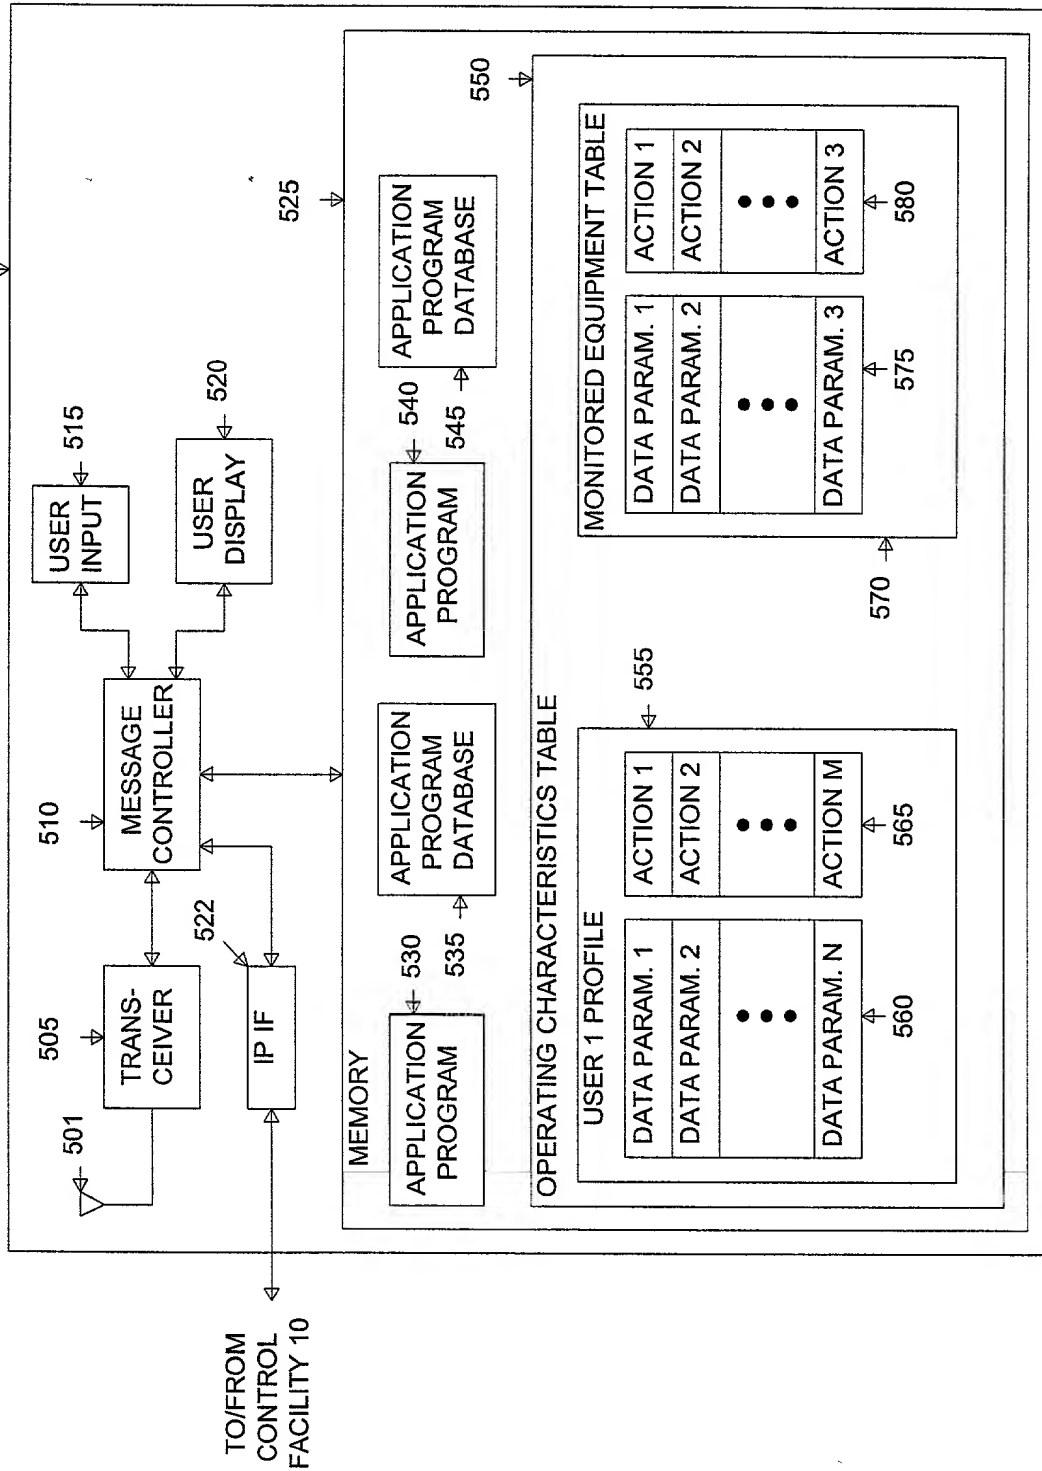 501
505
TRANS-
CEIVER
510
MESSAGE
CONTROLLER
USER
INPUT
515
USER
DISPLAY
520
522
IP IF
TO/FROM
CONTROL
FACILITY 10
525
MEMORY
APPLICATION
PROGRAM
530
535
APPLICATION
PROGRAM
DATABASE
APPLICATION
PROGRAM
540
545
APPLICATION
PROGRAM
DATABASE
550
OPERATING CHARACTERISTICS TABLE
USER 1 PROFILE
555
DATA PARAM. 1
DATA PARAM. 2
DATA PARAM. N
560
ACTION 1
ACTION 2
ACTION M
565
570
MONITORED EQUIPMENT TABLE
DATA PARAM. 1
DATA PARAM. 2
DATA PARAM. 3
575
ACTION 1
ACTION 2
ACTION 3
580